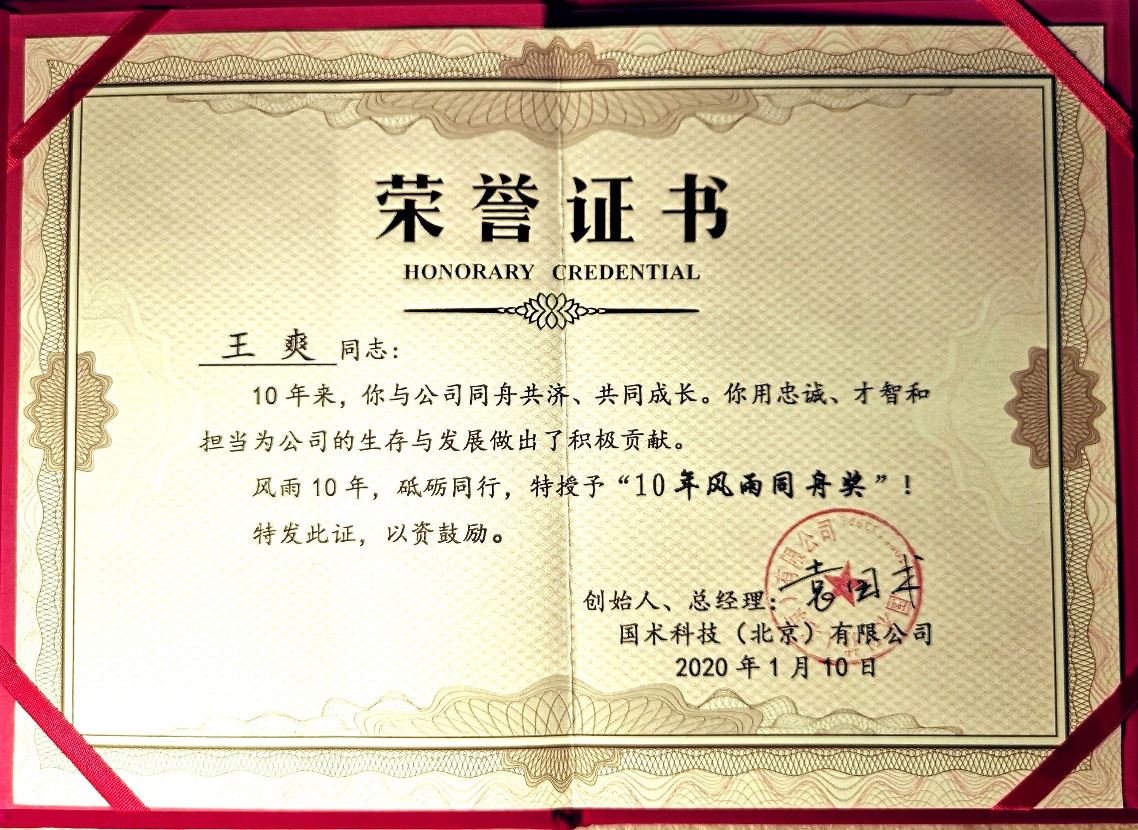 荣誉证书
HONORARY CREDENTIAL
王爽 同志：
10年来，你与公司同舟共济、共同成长。你用忠诚、才智和
担当为公司的生存与发展做出了积极贡献。
风雨10年，砥砺同行，特授予“10年风雨同舟奖”！
特发此证，以资鼓励。
创始人、总经理：袁国术
国术科技（北京）有限公司
2020年1月10日